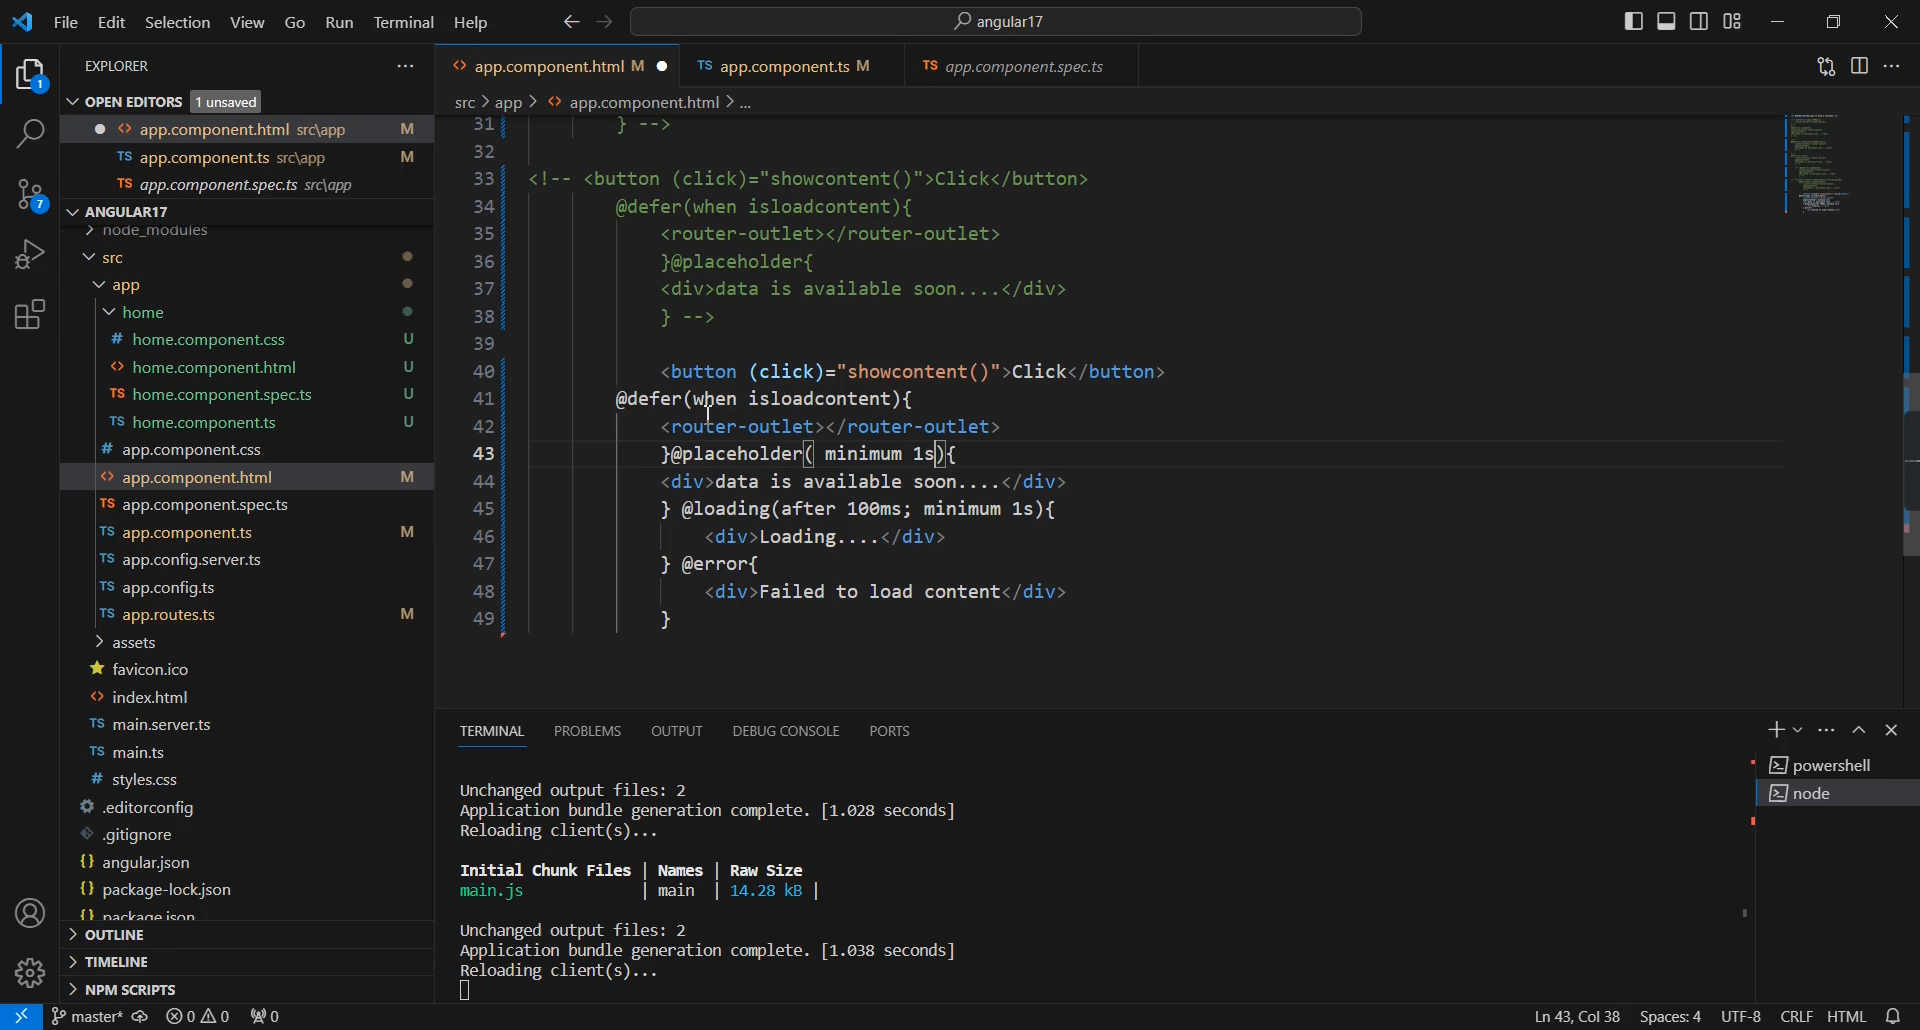 File Edit Selection View Go Run Terminal Help
angular17
EXPLORER
OPEN EDITORS 1 unsaved
app.component.html src\app M
TS app.component.ts src\app M
TS app.component.spec.ts src\app
ANGULAR17
node_modules
src
app
home
# home.component.css U
<> home.component.html U
TS home.component.spec.ts U
TS home.component.ts U
# app.component.css
<> app.component.html M
TS app.component.spec.ts
TS app.component.ts M
TS app.config.server.ts
TS app.config.ts
TS app.routes.ts M
assets
favicon.ico
<> index.html
TS main.server.ts
TS main.ts
# styles.css
.editorconfig
.gitignore
{} angular.json
{} package-lock.json
{} package.json
OUTLINE
TIMELINE
NPM SCRIPTS
1
7
<> app.component.html M
TS app.component.ts M
TS app.component.spec.ts
src > app > <> app.component.html > ...
31 } -->
32
33 <!-- <button (click)="showcontent()">Click</button>
34 @defer(when isloadcontent){
35 <router-outlet></router-outlet>
36 }@placeholder{
37 <div>data is available soon....</div>
38 } -->
39
40 <button (click)="showcontent()">Click</button>
41 @defer(when isloadcontent){
42 <router-outlet></router-outlet>
43 }@placeholder( minimum 1s){
44 <div>data is available soon....</div>
45 } @loading(after 100ms; minimum 1s){
46 <div>Loading....</div>
47 } @error{
48 <div>Failed to load content</div>
49 }
TERMINAL PROBLEMS OUTPUT DEBUG CONSOLE PORTS
Unchanged output files: 2
Application bundle generation complete. [1.028 seconds]
Reloading client(s)...
Initial Chunk Files | Names | Raw Size
main.js | main | 14.28 kB |
Unchanged output files: 2
Application bundle generation complete. [1.038 seconds]
Reloading client(s)...
powershell
node
master* 0 0 0
Ln 43, Col 38 Spaces: 4 UTF-8 CRLF HTML